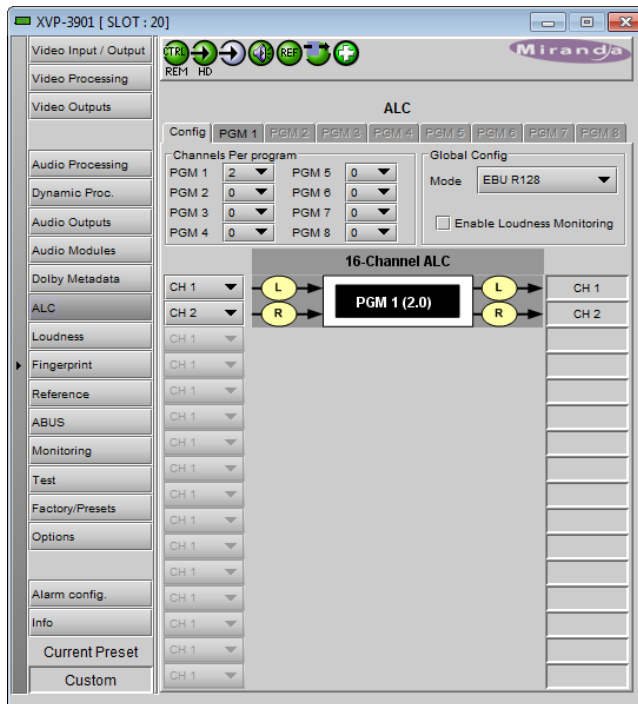 XVP-3901 [ SLOT : 20]
Video Input / Output
Video Processing
Video Outputs
Audio Processing
Dynamic Proc.
Audio Outputs
Audio Modules
Dolby Metadata
ALC
Loudness
Fingerprint
Reference
ABUS
Monitoring
Test
Factory/Presets
Options
Alarm config.
Info
Current Preset
Custom
CTRL REF
REM HD
Miranda
ALC
Config PGM 1 PGM 2 PGM 3 PGM 4 PGM 5 PGM 6 PGM 7 PGM 8
Channels Per program
PGM 1 2 PGM 5 0
PGM 2 0 PGM 6 0
PGM 3 0 PGM 7 0
PGM 4 0 PGM 8 0
Global Config
Mode EBU R128
Enable Loudness Monitoring
16-Channel ALC
CH 1 L PGM 1 (2.0) L CH 1
CH 2 R R CH 2
CH 1
CH 1
CH 1
CH 1
CH 1
CH 1
CH 1
CH 1
CH 1
CH 1
CH 1
CH 1
CH 1
CH 1